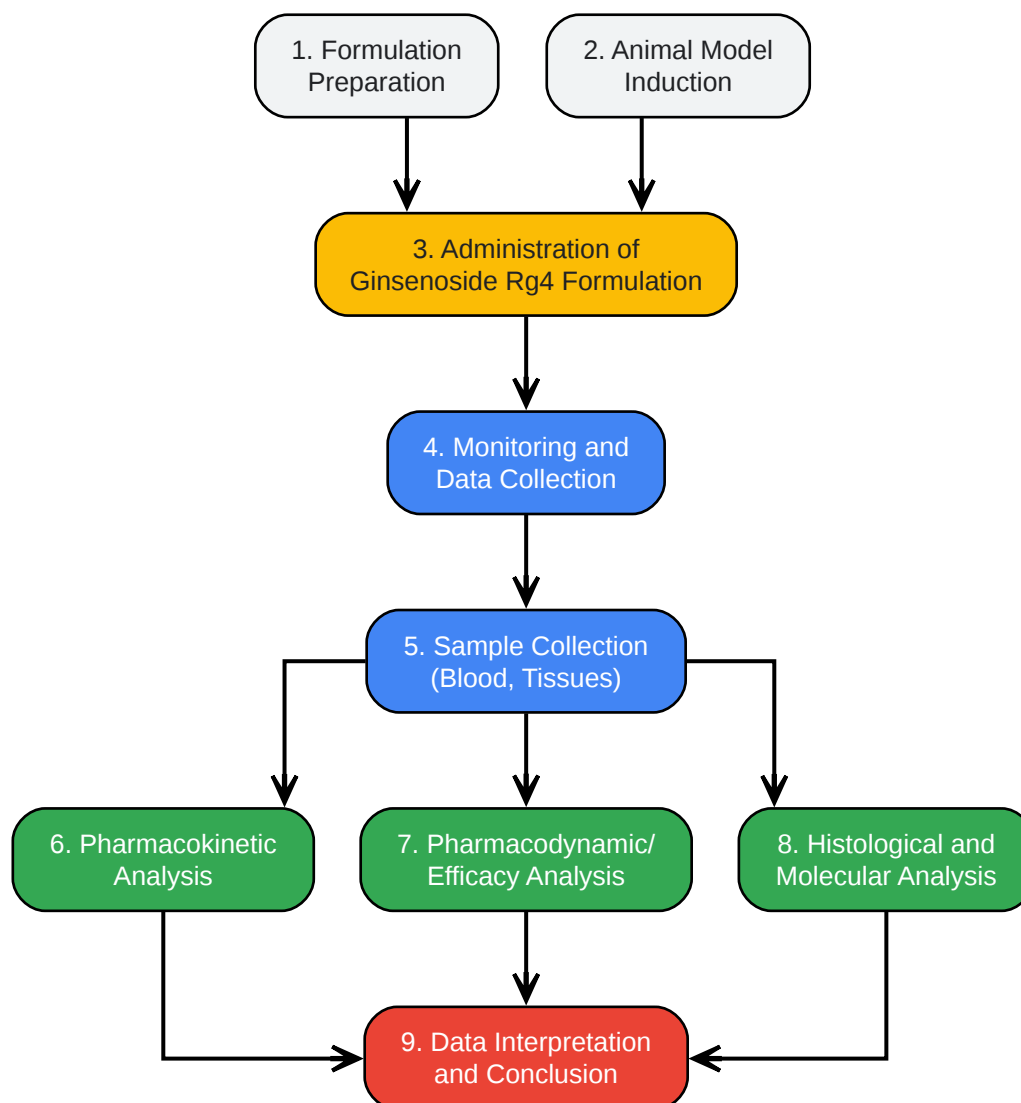 1. Formulation
Preparation
2. Animal Model
Induction
3. Administration of
Ginsenoside Rg4 Formulation
4. Monitoring and
Data Collection
5. Sample Collection
(Blood, Tissues)
6. Pharmacokinetic
Analysis
7. Pharmacodynamic/
Efficacy Analysis
8. Histological and
Molecular Analysis
9. Data Interpretation
and Conclusion